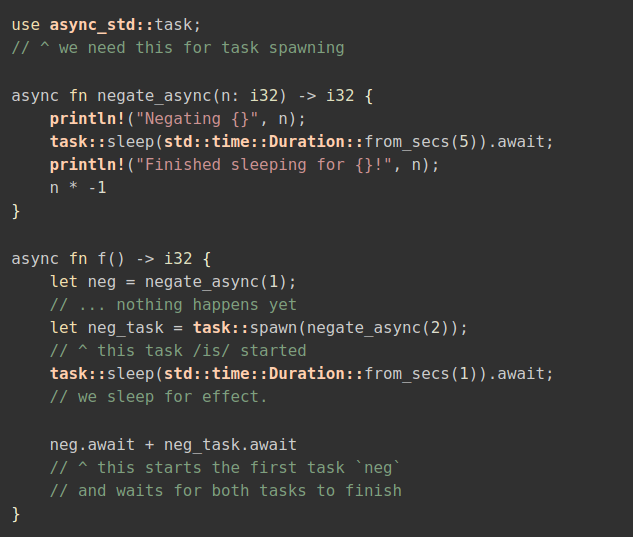 use async_std::task;
// ^ we need this for task spawning
async fn negate_async(n: i32) -> i32 {
println!("Negating {}", n);
task::sleep(std::time::Duration::from_secs(5)).await;
println!("Finished sleeping for {}!", n);
n * -1
}
async fn f() -> i32 {
let neg = negate_async(1);
// ... nothing happens yet
let neg_task = task::spawn(negate_async(2));
// ^ this task /is/ started
task::sleep(std::time::Duration::from_secs(1)).await;
// we sleep for effect.
neg.await + neg_task.await
// ^ this starts the first task `neg`
// and waits for both tasks to finish
}